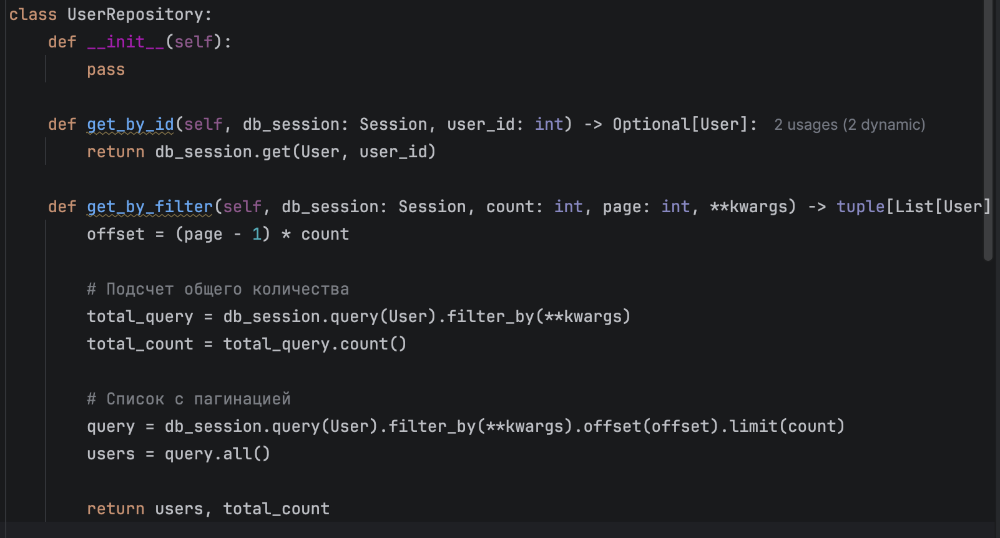 class UserRepository:
def __init__(self):
pass
def get_by_id(self, db_session: Session, user_id: int) -> Optional[User]: 2 usages (2 dynamic)
return db_session.get(User, user_id)
def get_by_filter(self, db_session: Session, count: int, page: int, **kwargs) -> tuple[List[User]
offset = (page - 1) * count
# Подсчет общего количества
total_query = db_session.query(User).filter_by(**kwargs)
total_count = total_query.count()
# Список с пагинацией
query = db_session.query(User).filter_by(**kwargs).offset(offset).limit(count)
users = query.all()
return users, total_count